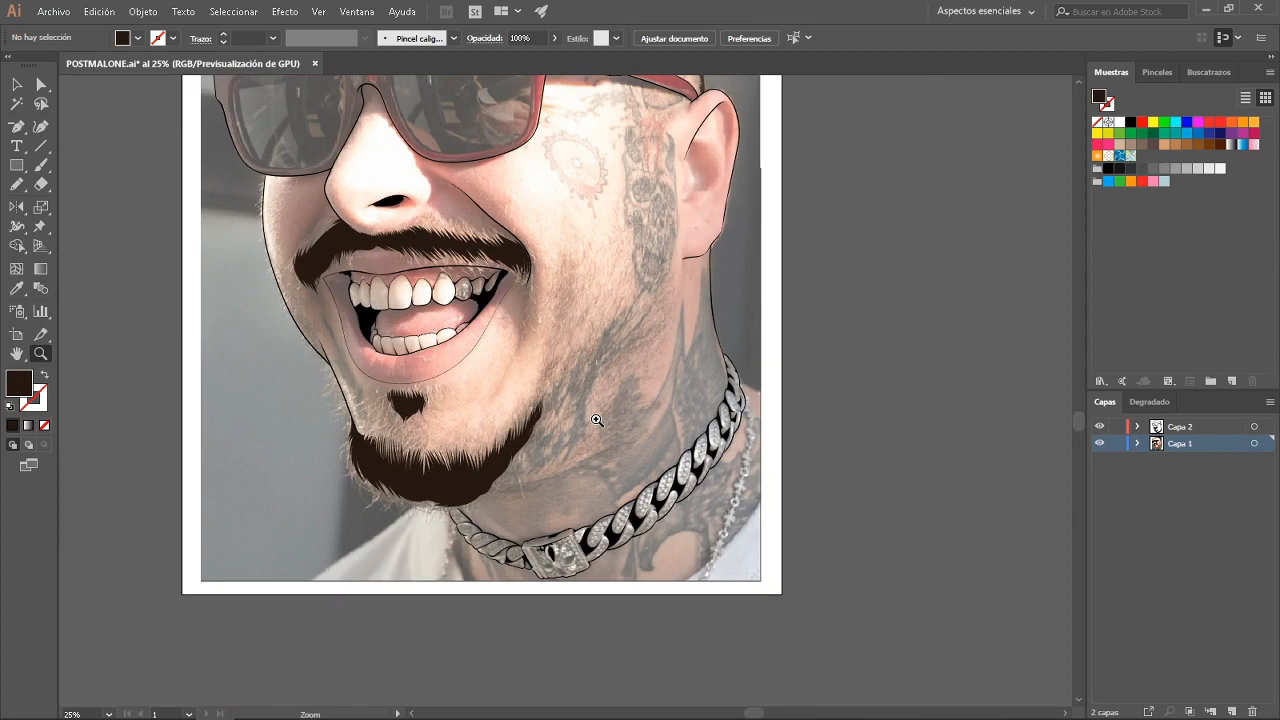 Ai Archivo Edición Objeto Texto Seleccionar Efecto Ver Ventana Ayuda Br St Aspectos esenciales Buscar en Adobe Stock
No hay selección Trazo: Pincel calig... Opacidad: 100% Estilo: Ajustar documento Preferencias
POSTMALONE.ai* al 25% (RGB/Previsualización de GPU) ×
Muestras Pinceles Buscatrazos
Capas Degradado
Capa 2
Capa 1
25% 1 Zoom 2 capas